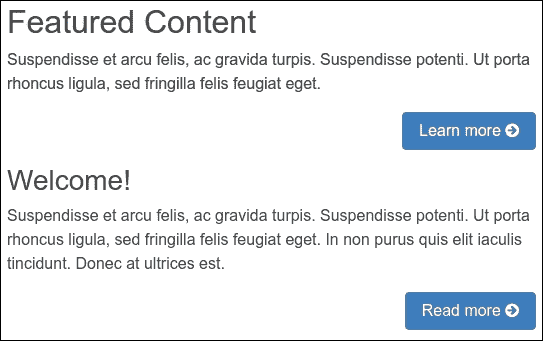 Featured Content
Suspendisse et arcu felis, ac gravida turpis. Suspendisse potenti. Ut porta
rhoncus ligula, sed fringilla felis feugiat eget.
Learn more
Welcome!
Suspendisse et arcu felis, ac gravida turpis. Suspendisse potenti. Ut porta
rhoncus ligula, sed fringilla felis feugiat eget. In non purus quis elit iaculis
tincidunt. Donec at ultrices est.
Read more